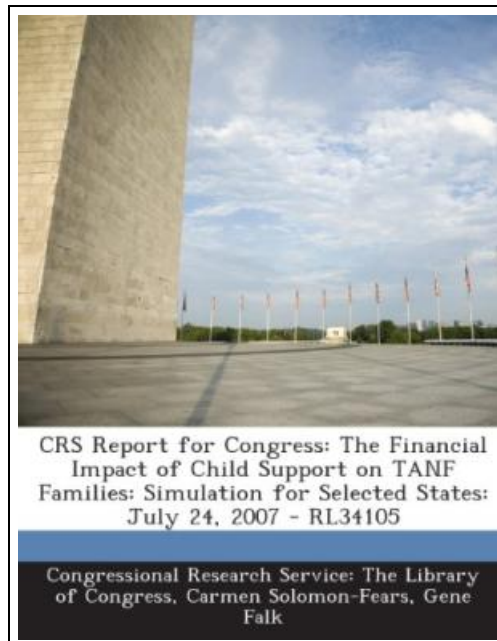 CRS Report for Congress: The Financial
Impact of Child Support on TANF
Families: Simulation for Selected States:
July 24, 2007 - RL34105
Congressional Research Service: The Library
of Congress, Carmen Solomon-Fears, Gene
Falk